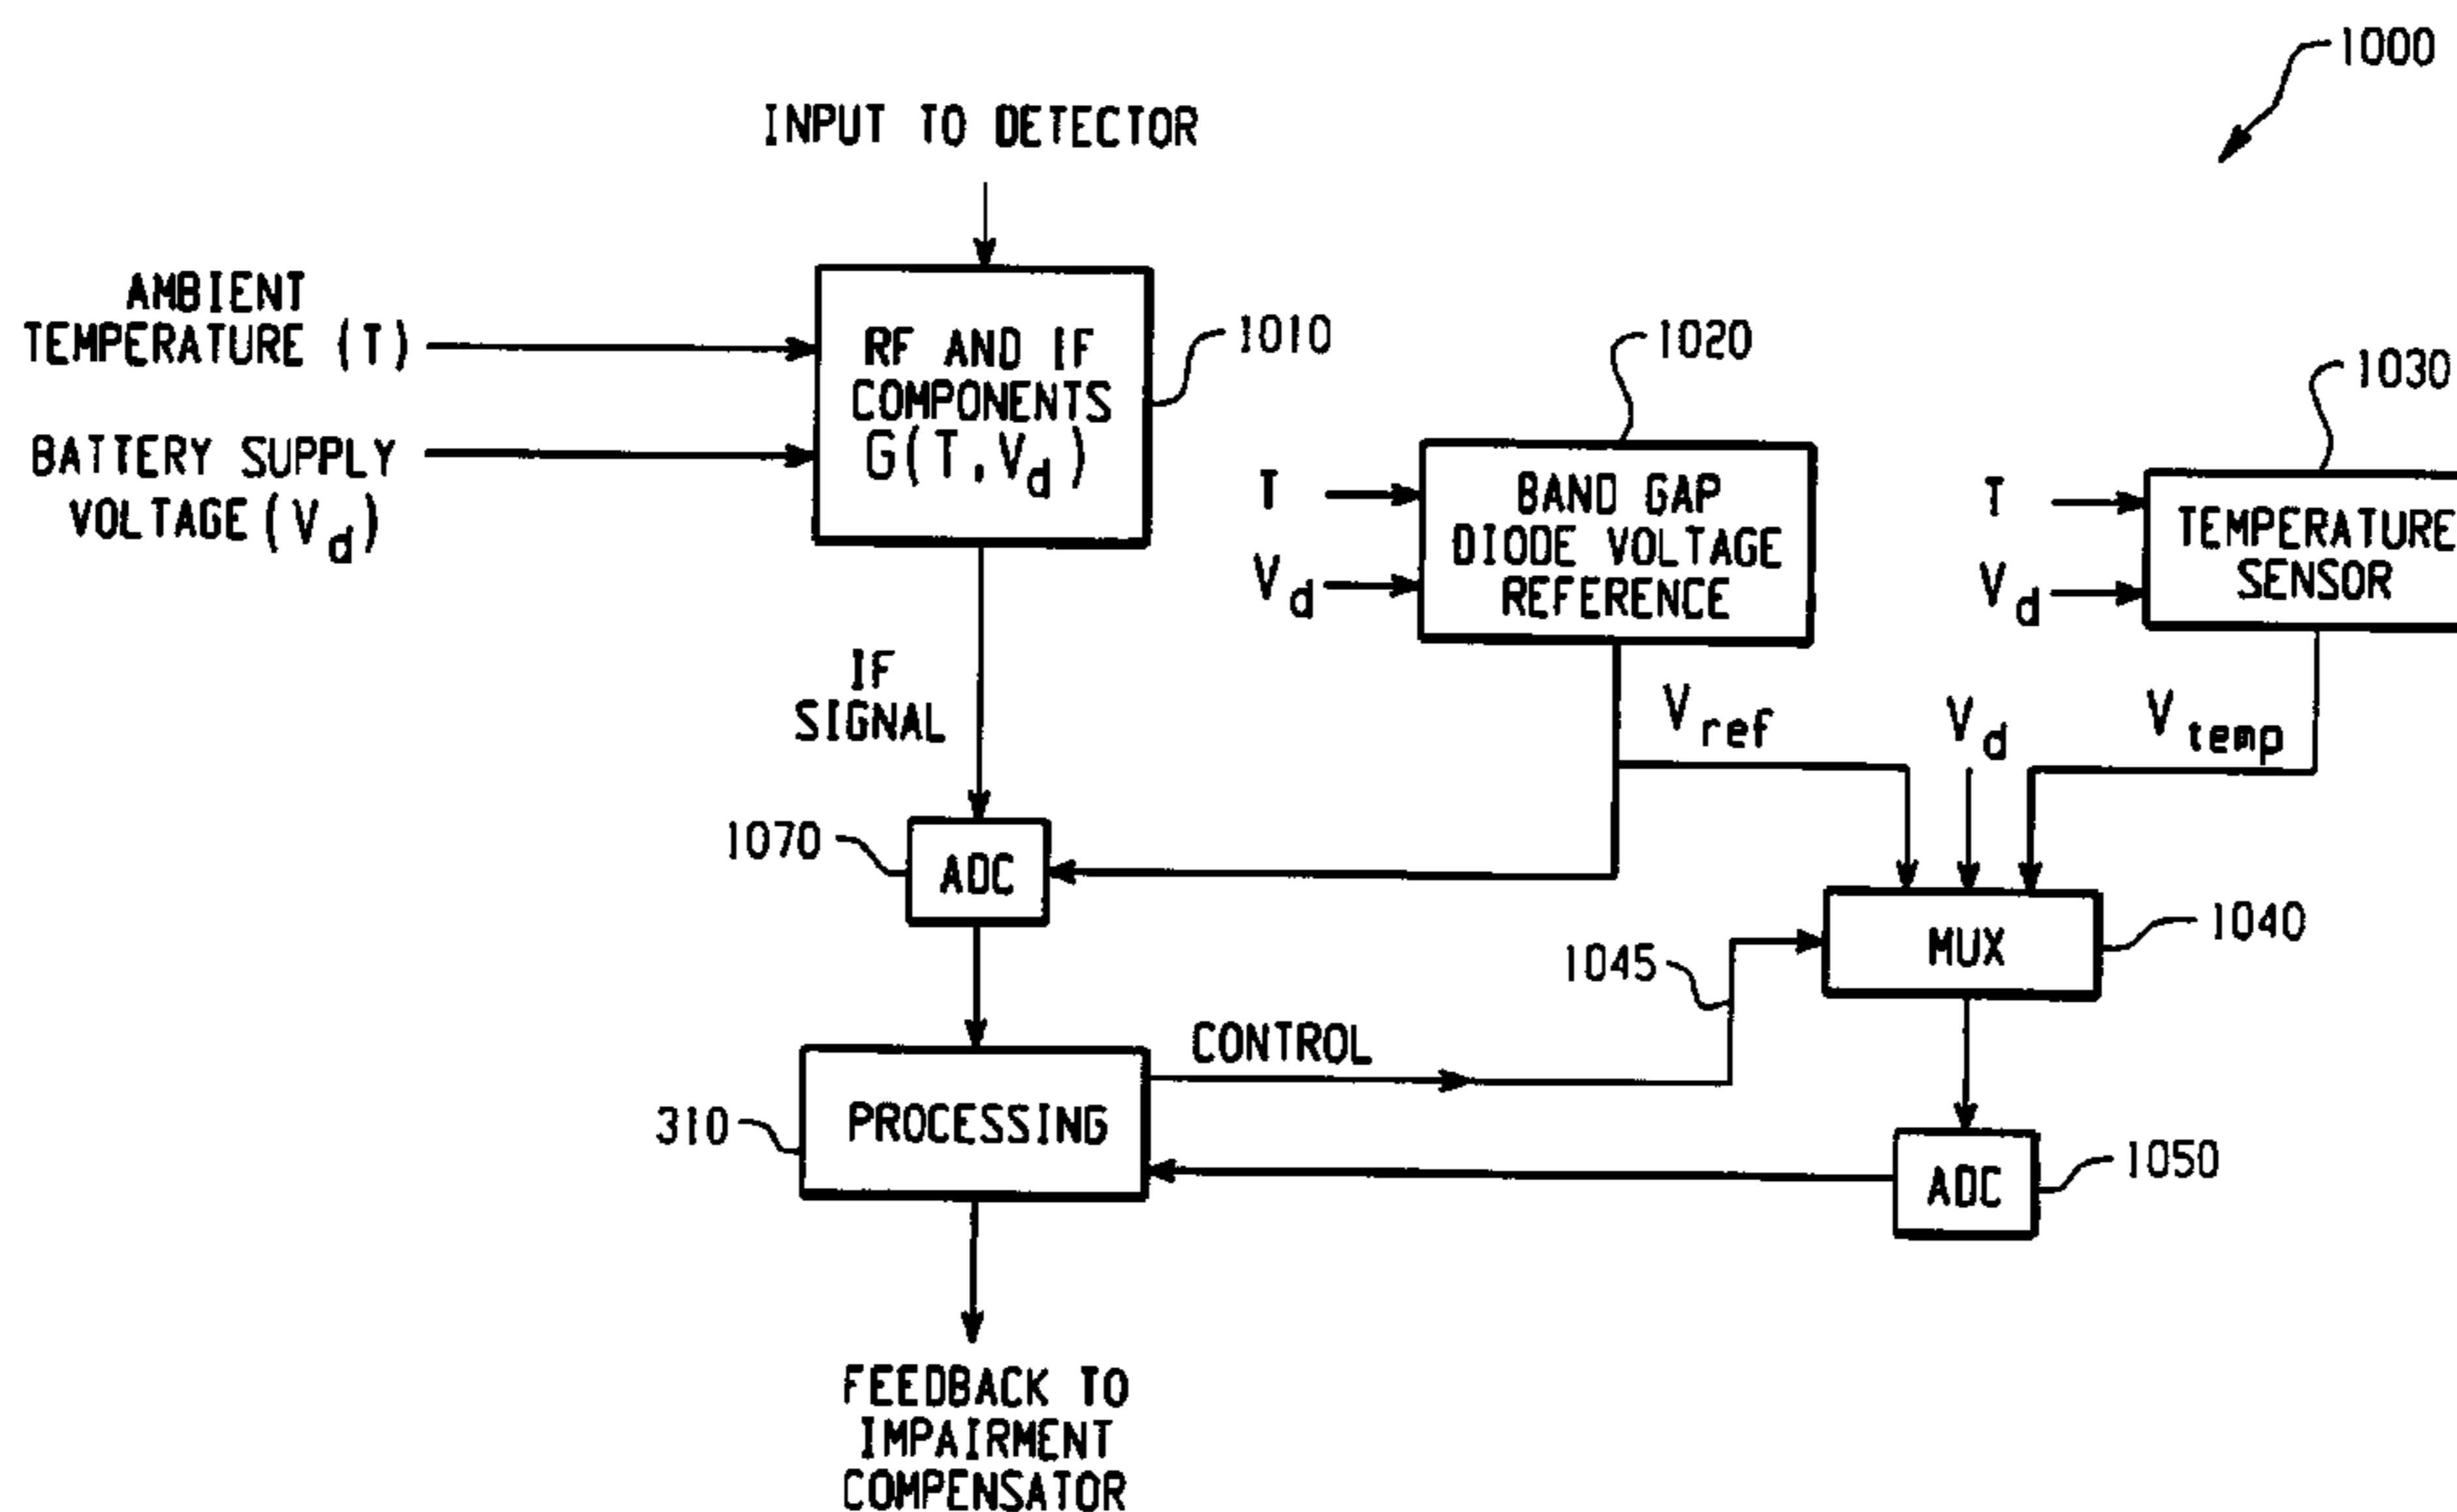 1000
INPUT TO DETECTOR
AMBIENT
TEMPERATURE (T)
BATTERY SUPPLY
VOLTAGE (Vd)
RF AND IF
COMPONENTS
G(T,Vd)
1010
1020
T
Vd
BAND GAP
DIODE VOLTAGE
REFERENCE
1030
T
Vd
TEMPERATURE
SENSOR
IF
SIGNAL
Vref
Vd
Vtemp
1070
ADC
MUX
1040
1045
CONTROL
310
PROCESSING
ADC
1050
FEEDBACK TO
IMPAIRMENT
COMPENSATOR